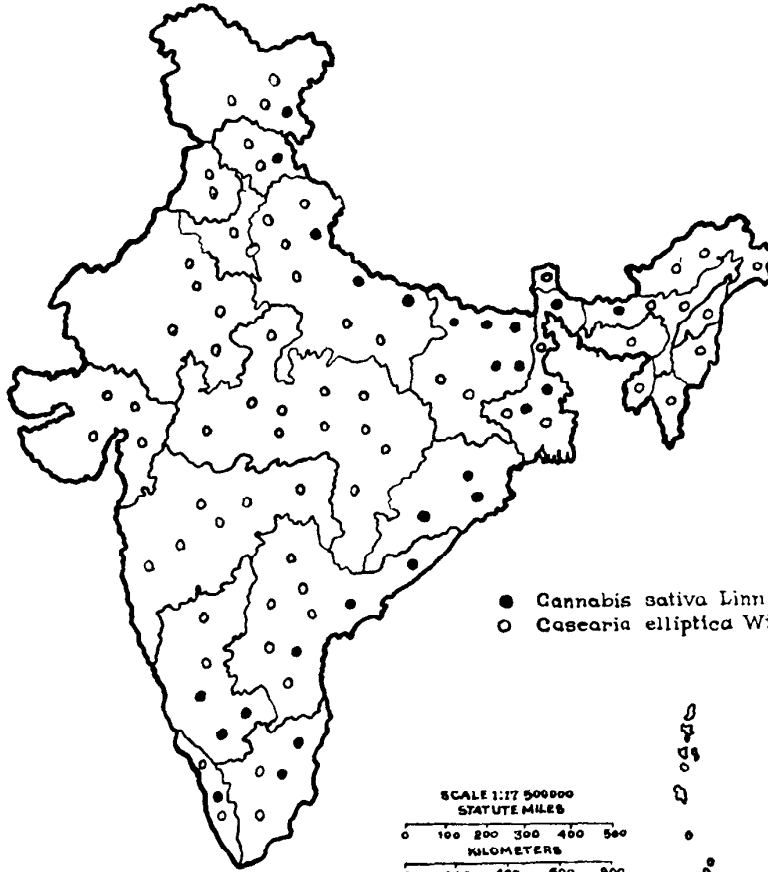 Cannabis sativa Linn
Casearia elliptica
SCALE 1:17 500000
STATUTE MILES
0 100 200 300 400 500
KILOMETERS